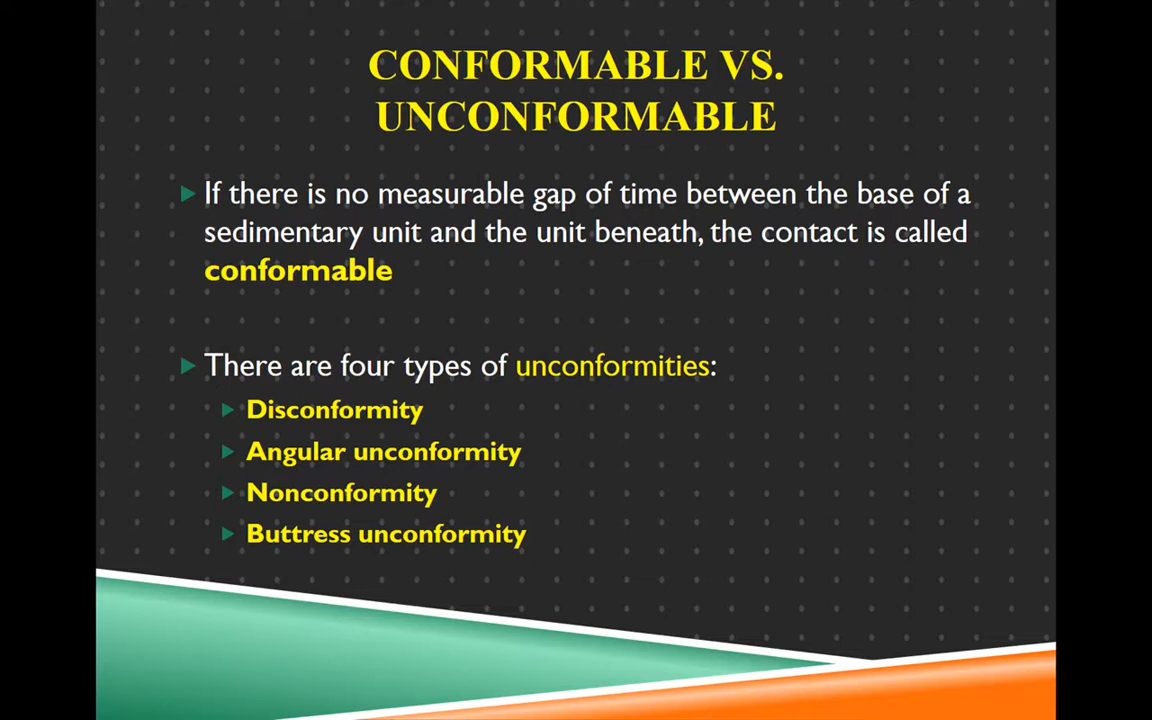 CONFORMABLE VS.
UNCONFORMABLE
If there is no measurable gap of time between the base of a
sedimentary unit and the unit beneath, the contact is called
conformable
There are four types of unconformities:
Disconformity
Angular unconformity
Nonconformity
Buttress unconformity